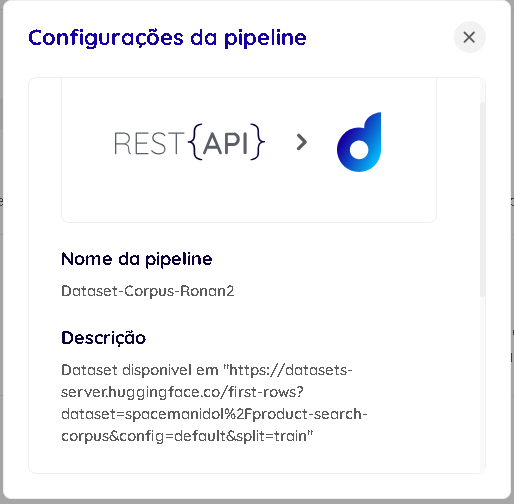 Configurações da pipeline
REST{API}
Nome da pipeline
Dataset-Corpus-Ronan2
Descrição
Dataset disponivel em "https://datasets-
server.huggingface.co/first-rows?
dataset=spacemanidol%2Fproduct-search-
corpus&config=default&split=train"